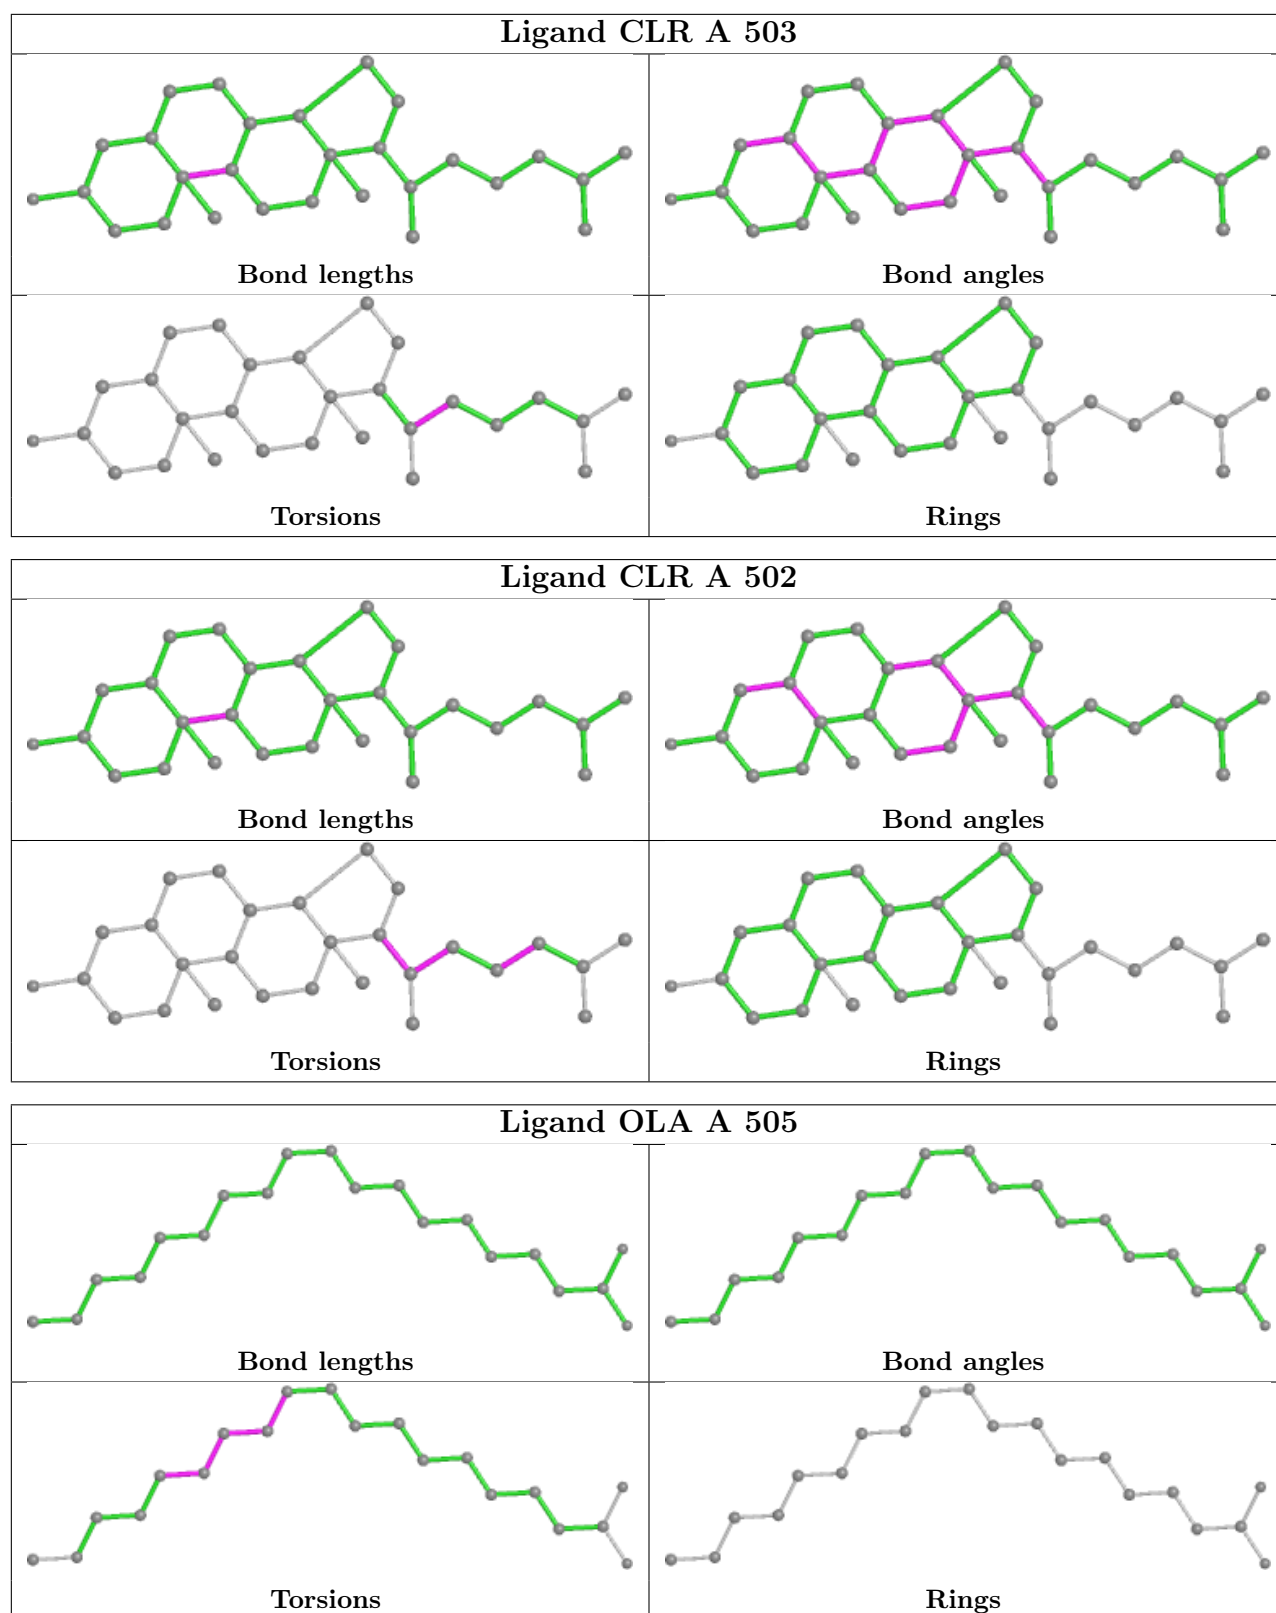 Ligand CLR A 503
Bond lengths
Bond angles
Torsions
Rings
Ligand CLR A 502
Bond lengths
Bond angles
Torsions
Rings
Ligand OLA A 505
Bond lengths
Bond angles
Torsions
Rings